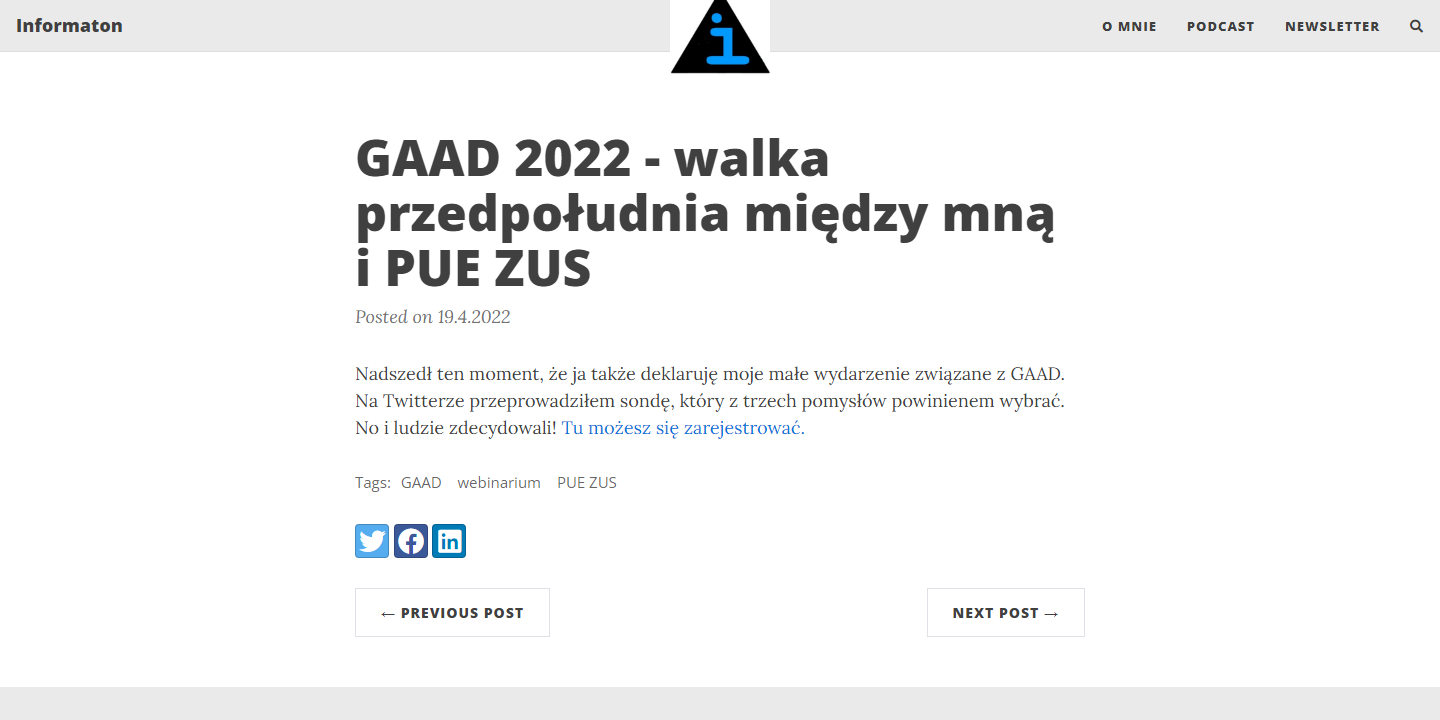 Informaton
O MNIE PODCAST NEWSLETTER
i
GAAD 2022 - walka
przedpołudnia między mną
i PUE ZUS
Posted on 19.4.2022
Nadszedł ten moment, że ja także deklaruję moje małe wydarzenie związane z GAAD.
Na Twitterze przeprowadziłem sondę, który z trzech pomysłów powinienem wybrać.
No i ludzie zdecydowali! Tu możesz się zarejestrować.
Tags: GAAD webinarium PUE ZUS
← PREVIOUS POST
NEXT POST →